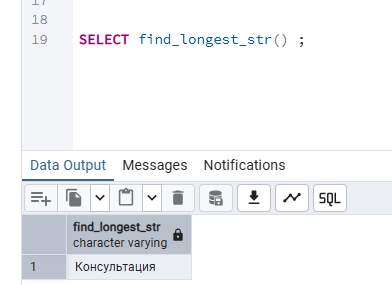 17
18
19 SELECT find_longest_str() ;
Data Output Messages Notifications
SQL
find_longest_str
character varying
1 Консультация